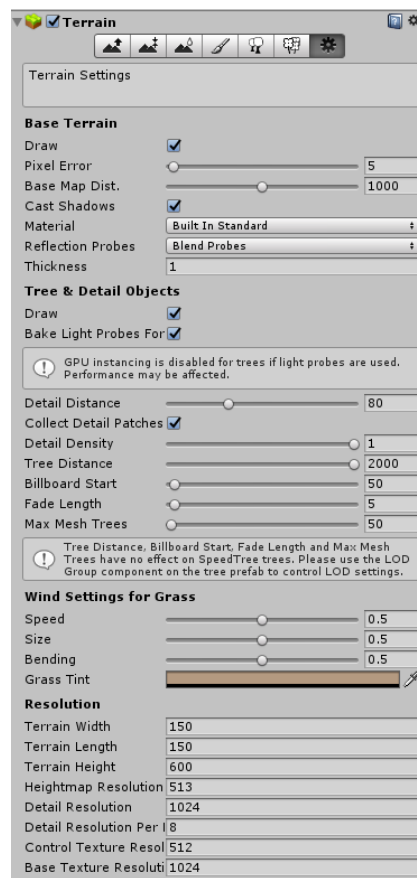 Terrain
Terrain Settings
Base Terrain
Draw
Pixel Error 5
Base Map Dist. 1000
Cast Shadows
Material Built In Standard
Reflection Probes Blend Probes
Thickness 1
Tree & Detail Objects
Draw
Bake Light Probes For
GPU instancing is disabled for trees if light probes are used.
Performance may be affected.
Detail Distance 80
Collect Detail Patches
Detail Density 1
Tree Distance 2000
Billboard Start 50
Fade Length 5
Max Mesh Trees 50
Tree Distance, Billboard Start, Fade Length and Max Mesh
Trees have no effect on SpeedTree trees. Please use the LOD
Group component on the tree prefab to control LOD settings.
Wind Settings for Grass
Speed 0.5
Size 0.5
Bending 0.5
Grass Tint
Resolution
Terrain Width 150
Terrain Length 150
Terrain Height 600
Heightmap Resolution 513
Detail Resolution 1024
Detail Resolution Per 8
Control Texture Resol 512
Base Texture Resoluti 1024